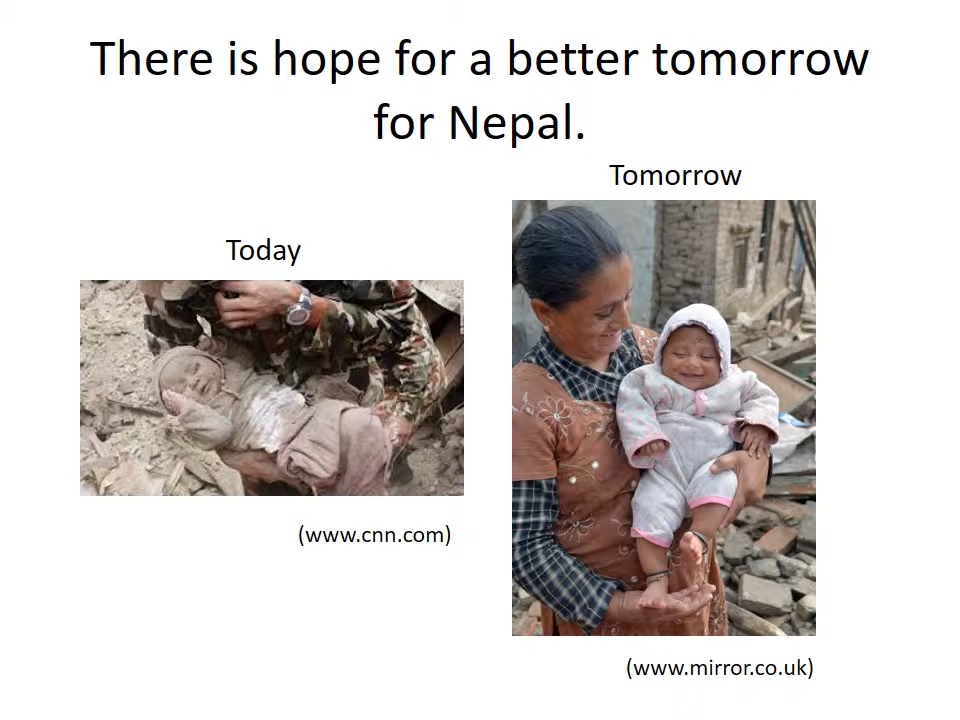 There is hope for a better tomorrow
for Nepal.
Tomorrow
Today
(www.cnn.com)
(www.mirror.co.uk)